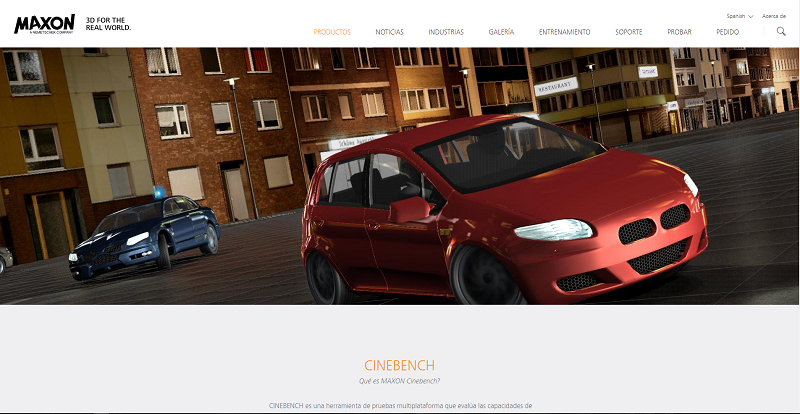 MAXON
A NEMETSCHEK COMPANY
3D FOR THE
REAL WORLD.
Spanish
Acerca de
PRODUCTOS NOTICIAS INDUSTRIAS GALERÍA ENTRENAMIENTO SOPORTE PROBAR PEDIDO
RESTAURANT
CINEBENCH
Qué es MAXON Cinebench?
CINEBENCH es una herramienta de pruebas multiplataforma que evalúa las capacidades de